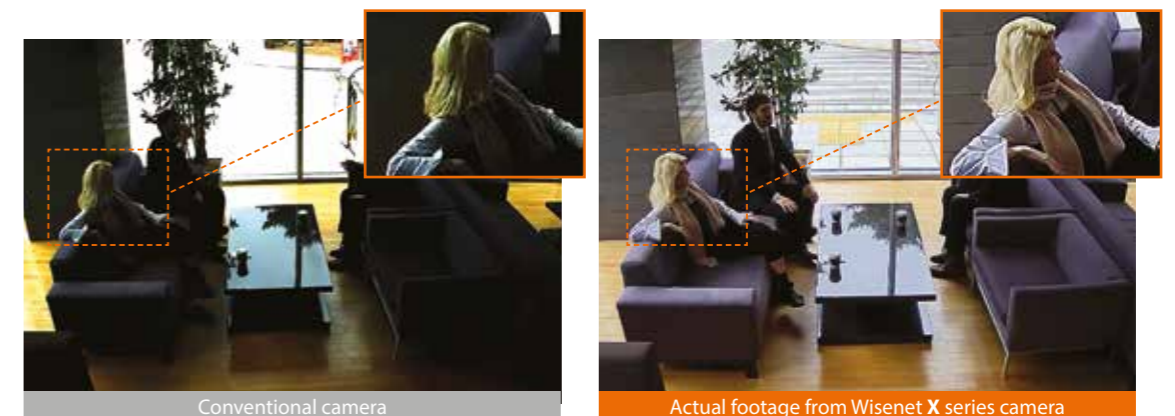 Conventional camera
Actual footage from Wisenet X series camera